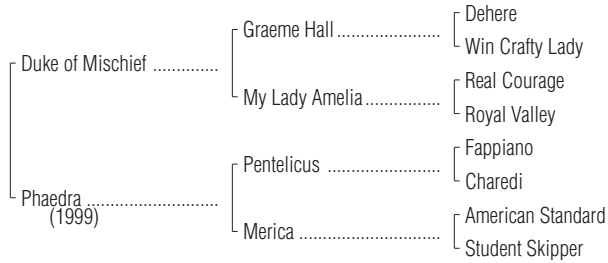 Dehere
Graeme Hall ........................
Win Crafty Lady
Duke of Mischief ..............
Real Courage
My Lady Amelia .................
Royal Valley
Fappiano
Pentelicus ..........................
Charedi
Phaedra ............................
(1999)
American Standard
Merica ................................
Student Skipper